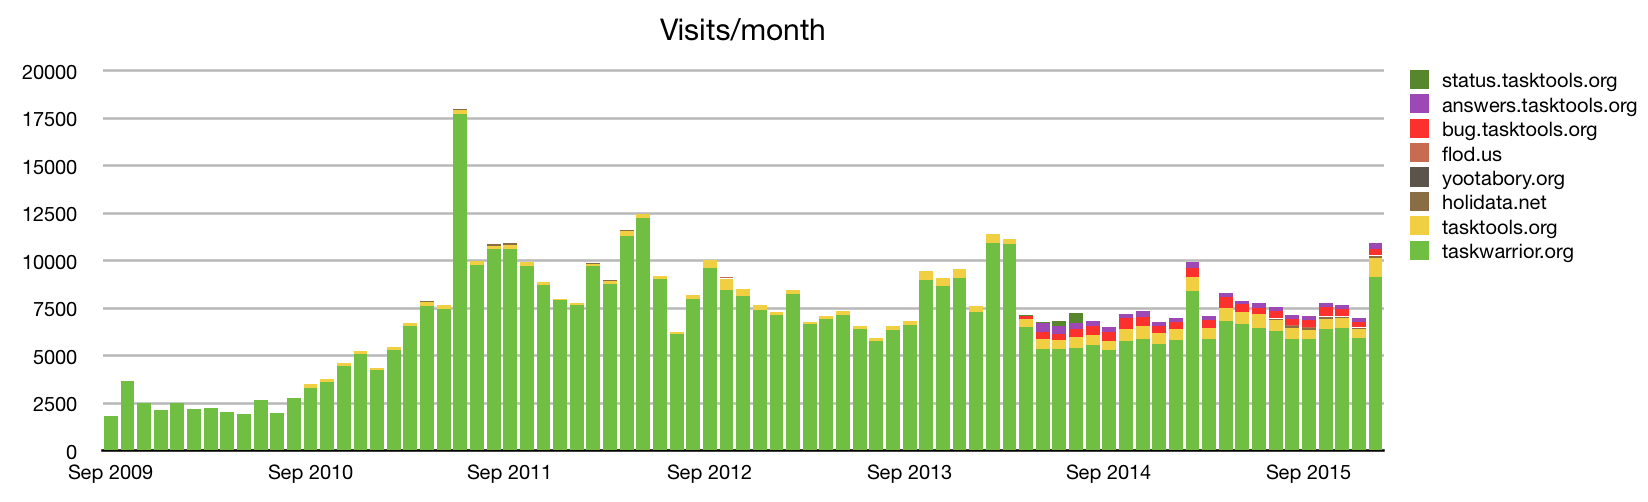 Visits/month
20000
17500
15000
12500
10000
7500
5000
2500
0
Sep 2009 Sep 2010 Sep 2011 Sep 2012 Sep 2013 Sep 2014 Sep 2015
status.tasktools.org
answers.tasktools.org
bug.tasktools.org
flod.us
yootabory.org
holidata.net
tasktools.org
taskwarrior.org